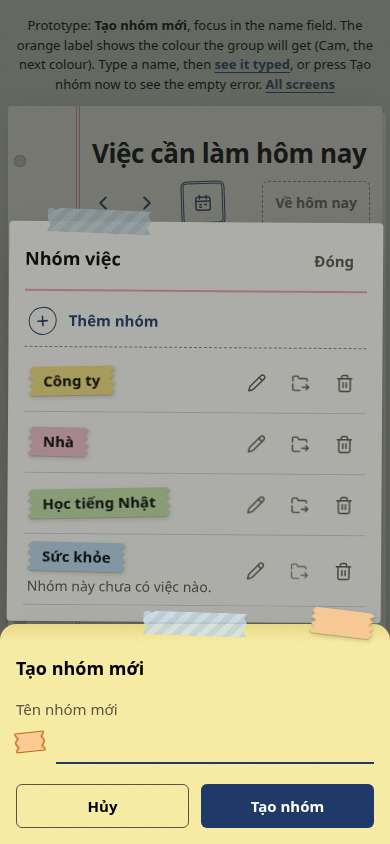 Prototype: Tạo nhóm mới, focus in the name field. The
orange label shows the colour the group will get (Cam, the
next colour). Type a name, then see it typed, or press Tạo
nhóm now to see the empty error. All screens
Việc cần làm hôm nay
Về hôm nay
Nhóm việc
Đóng
Thêm nhóm
Công ty
Nhà
Học tiếng Nhật
Sức khỏe
Nhóm này chưa có việc nào.
Tạo nhóm mới
Tên nhóm mới
Hủy
Tạo nhóm